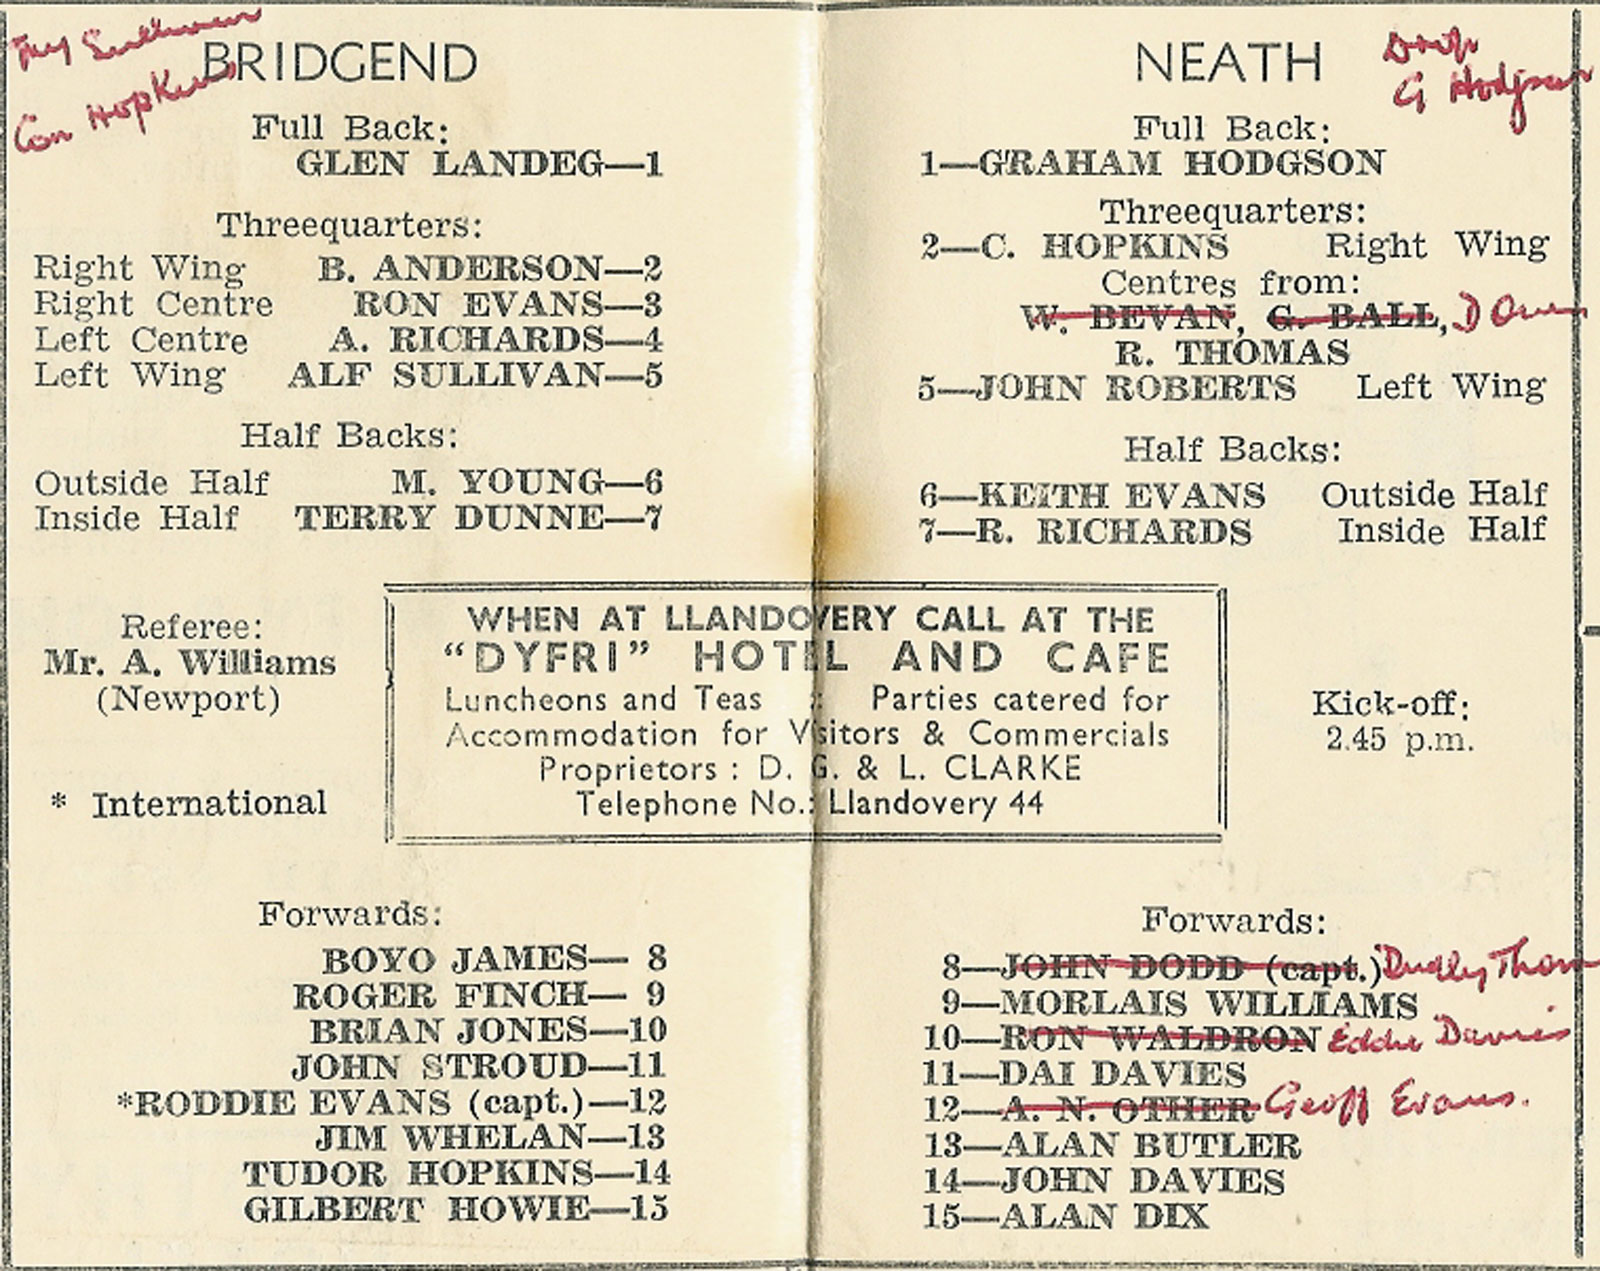 Try Sullivan
Con Hopkins
BRIDGEND
Full Back:
GLEN LANDEG—1
Threequarters:
Right Wing B. ANDERSON—2
Right Centre RON EVANS—3
Left Centre A. RICHARDS—4
Left Wing ALF SULLIVAN—5
Half Backs:
Outside Half M. YOUNG—6
Inside Half TERRY DUNNE—7
Referee:
Mr. A. Williams
(Newport)
* International
Forwards:
BOYO JAMES— 8
ROGER FINCH— 9
BRIAN JONES—10
JOHN STROUD—11
*RODDIE EVANS (capt.)—12
JIM WHELAN—13
TUDOR HOPKINS—14
GILBERT HOWIE—15
WHEN AT LLANDOVERY CALL AT THE
“DYFRI” HOTEL AND CAFE
Luncheons and Teas : Parties catered for
Accommodation for Visitors & Commercials
Proprietors : D. G. & L. CLARKE
Telephone No.: Llandovery 44
NEATH
Drop
G Hodgson
Full Back:
1—GRAHAM HODGSON
Threequarters:
2—C. HOPKINS Right Wing
Centres from:
W. BEVAN, G. BALL, D
R. THOMAS
5—JOHN ROBERTS Left Wing
Half Backs:
6—KEITH EVANS Outside Half
7—R. RICHARDS Inside Half
Kick-off:
2.45 p.m.
Forwards:
8—JOHN DODD (capt.) Dudley Thom
9—MORLAIS WILLIAMS
10—RON WALDRON Eddie Davies
11—DAI DAVIES
12—A. N. OTHER Geoff Evans.
13—ALAN BUTLER
14—JOHN DAVIES
15—ALAN DIX